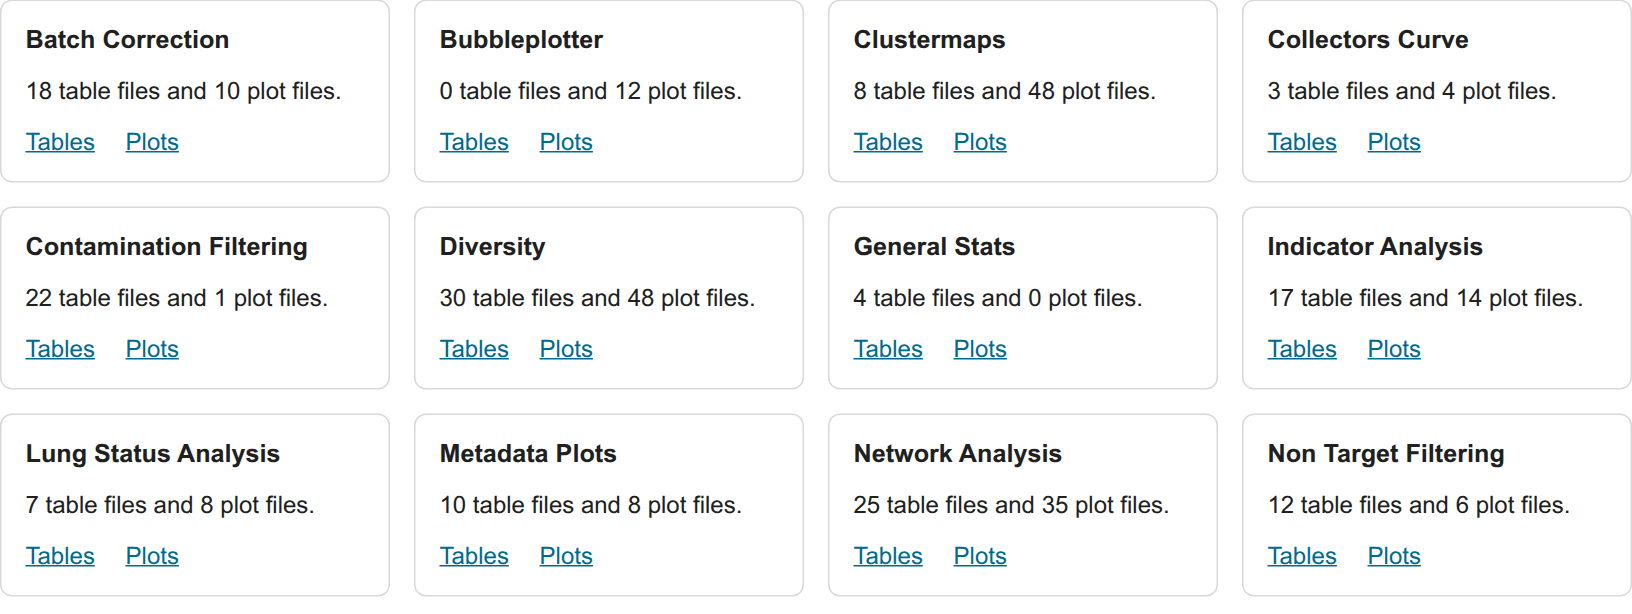 Batch Correction
18 table files and 10 plot files.
Tables Plots
Bubbleplotter
0 table files and 12 plot files.
Tables Plots
Clustermaps
8 table files and 48 plot files.
Tables Plots
Collectors Curve
3 table files and 4 plot files.
Tables Plots
Contamination Filtering
22 table files and 1 plot files.
Tables Plots
Diversity
30 table files and 48 plot files.
Tables Plots
General Stats
4 table files and 0 plot files.
Tables Plots
Indicator Analysis
17 table files and 14 plot files.
Tables Plots
Lung Status Analysis
7 table files and 8 plot files.
Tables Plots
Metadata Plots
10 table files and 8 plot files.
Tables Plots
Network Analysis
25 table files and 35 plot files.
Tables Plots
Non Target Filtering
12 table files and 6 plot files.
Tables Plots